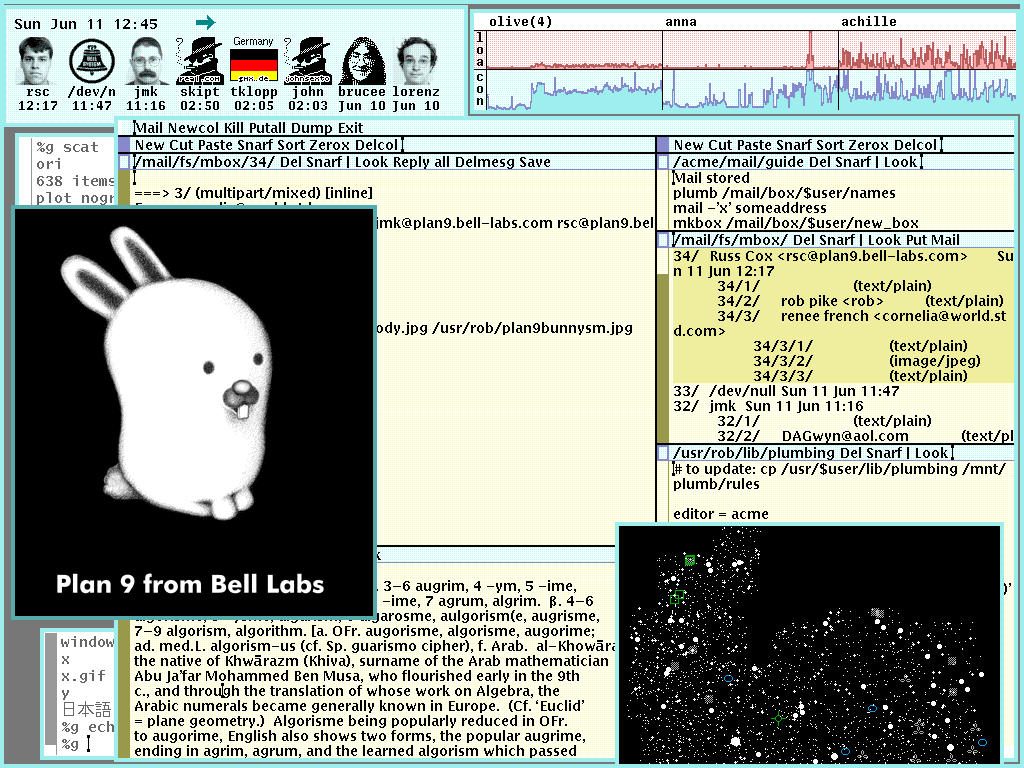 Sun Jun 11 12:45
Germany
rsc /dev/n jmk skipt tklopp john brucee lorenz
12:17 11:47 11:16 02:50 02:05 02:03 Jun 10 Jun 10
olive(4) anna achille
loa
con
%g scat
ori
638 items
plot nogr
Mail Newcol Kill Putall Dump Exit
New Cut Paste Snarf Sort Zerox Delcol
/mail/fs/mbox/34/ Del Snarf | Look Reply all Delmesg Save
===> 3/ (multipart/mixed) [inline]
jmk@plan9.bell-labs.com rsc@plan9.bel
ody.jpg /usr/rob/plan9bunnysm.jpg
Plan 9 from Bell Labs
k
. 3-6 augrim, 4 -ym, 5 -ime,
-ime, 7 agrum, algrim. β. 4-6
algarosme, aulgorism(e, augrisme,
7-9 algorism, algorithm. [a. OFr. augorisme, algorisme, augorime;
ad. med.L. algorism-us (cf. Sp. guarismo cipher), f. Arab. al-Khowāra
the native of Khwārazm (Khiva), surname of the Arab mathematician
Abu Ja'far Mohammed Ben Musa, who flourished early in the 9th
c., and through the translation of whose work on Algebra, the
Arabic numerals became generally known in Europe. (Cf. ‘Euclid’
= plane geometry.) Algorisme being popularly reduced in OFr.
to augorime, English also shows two forms, the popular augrime,
ending in agrim, agrum, and the learned algorism which passed
window
x
x.gif
y
日本語
%g ech
%g
New Cut Paste Snarf Sort Zerox Delcol
/acme/mail/guide Del Snarf | Look
Mail stored
plumb /mail/box/$user/names
mail -'x' someaddress
mkbox /mail/box/$user/new_box
/mail/fs/mbox/ Del Snarf | Look Put Mail
34/ Russ Cox <rsc@plan9.bell-labs.com> Su
n 11 Jun 12:17
34/1/ (text/plain)
34/2/ rob pike <rob> (text/plain)
34/3/ renee french <cornelia@world.st
d.com>
34/3/1/ (text/plain)
34/3/2/ (image/jpeg)
34/3/3/ (text/plain)
33/ /dev/null Sun 11 Jun 11:47
32/ jmk Sun 11 Jun 11:16
32/1/ (text/plain)
32/2/ DAGwyn@aol.com (text/pl
/usr/rob/lib/plumbing Del Snarf | Look
# to update: cp /usr/$user/lib/plumbing /mnt/
plumb/rules
editor = acme
)'